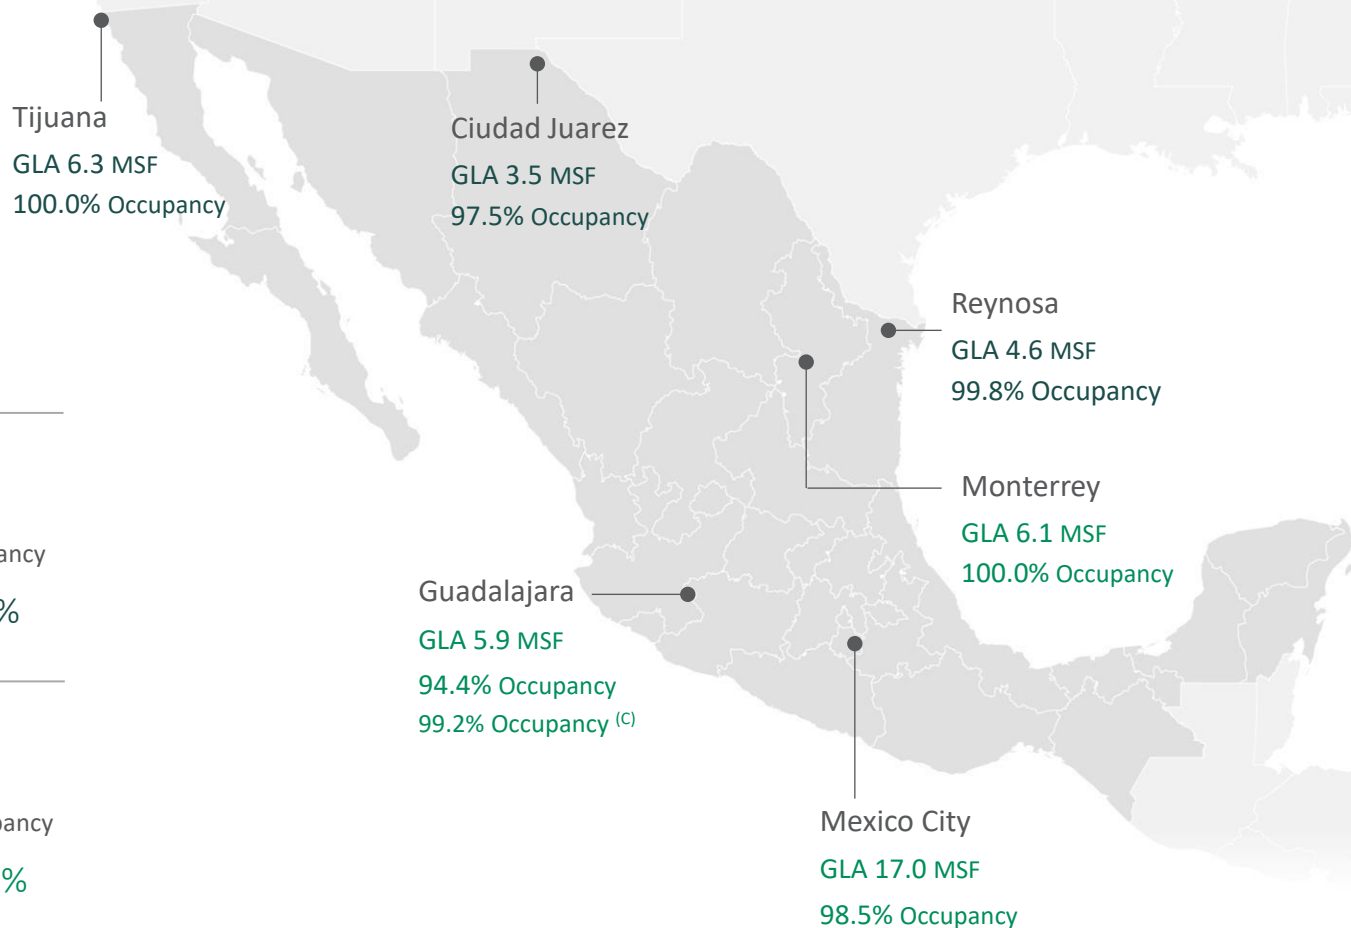 Tijuana
GLA 6.3 MSF
100.0% Occupancy
Ciudad Juarez
GLA 3.5 MSF
97.5% Occupancy
Reynosa
GLA 4.6 MSF
99.8% Occupancy
Monterrey
GLA 6.1 MSF
100.0% Occupancy
Guadalajara
GLA 5.9 MSF
94.4% Occupancy
99.2% Occupancy (C)
Mexico City
GLA 17.0 MSF
98.5% Occupancy
%
%